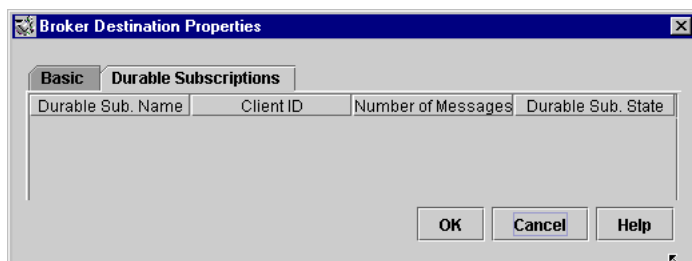 Broker Destination Properties
Basic Durable Subscriptions
Durable Sub. Name Client ID Number of Messages Durable Sub. State
OK Cancel Help